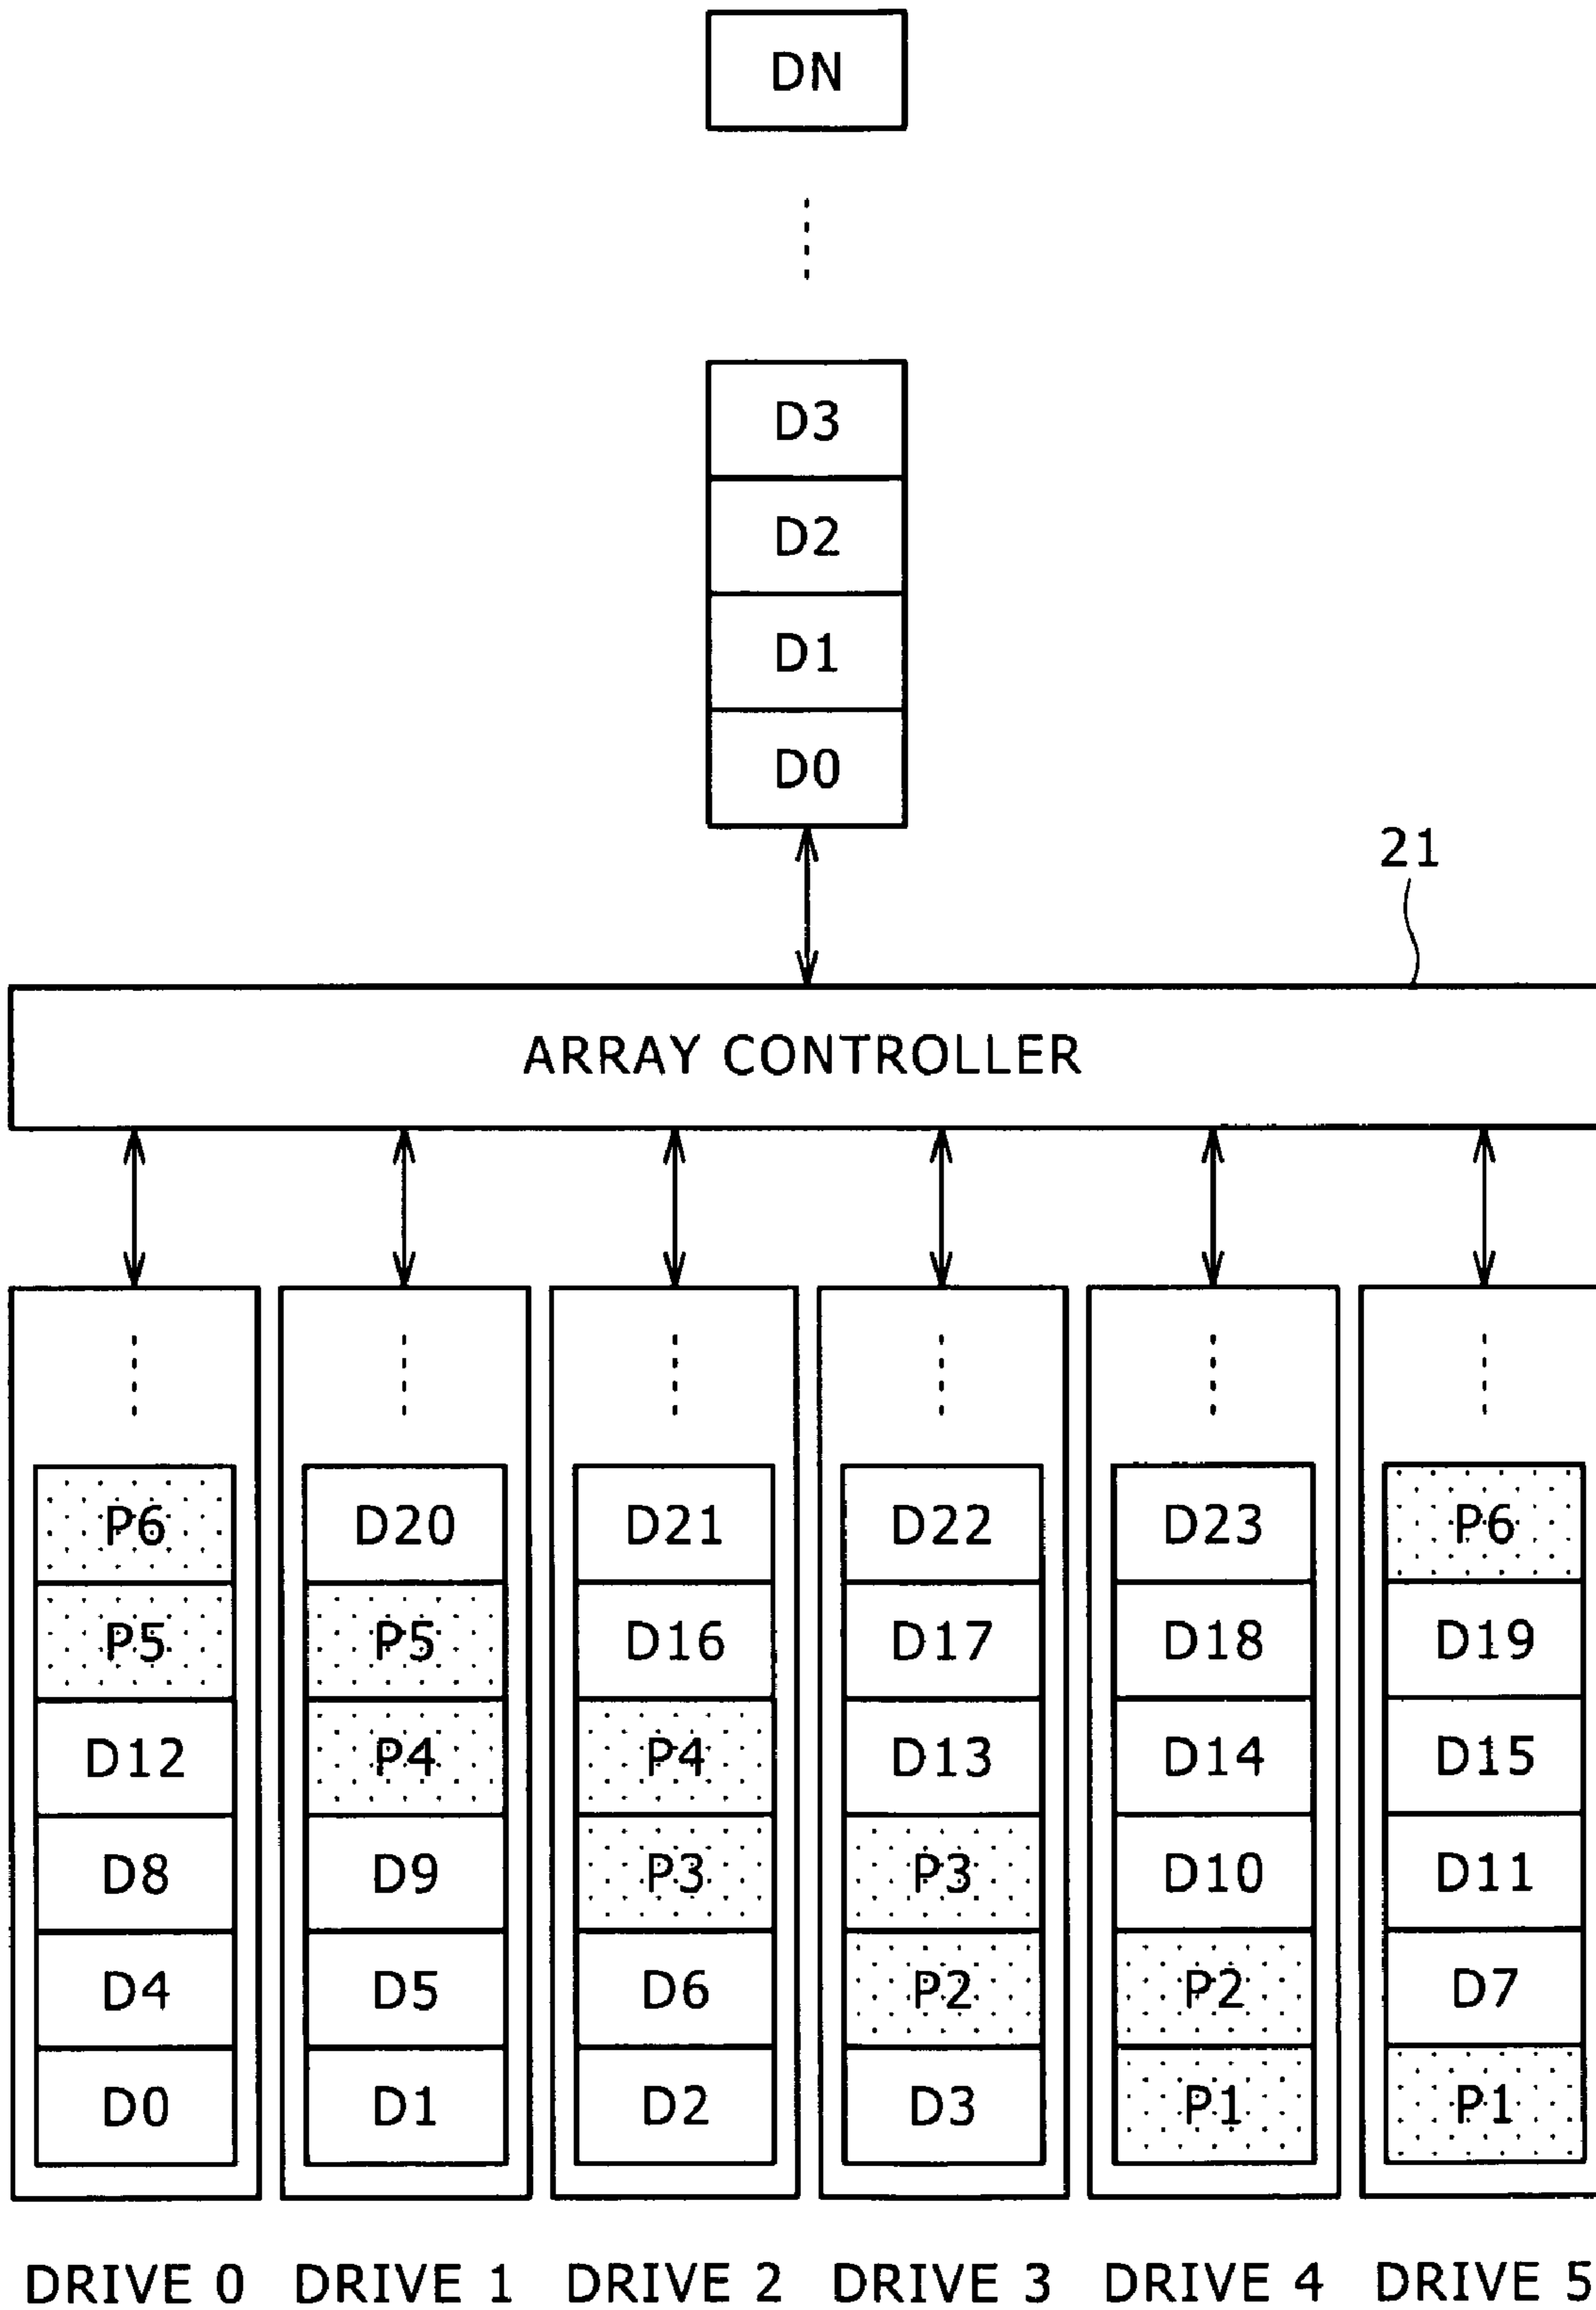 DN
D3
D2
D1
D0
21
ARRAY CONTROLLER
P6 D20 D21 D22 D23 P6
P5 P5 D16 D17 D18 D19
D12 P4 P4 D13 D14 D15
D8 D9 P3 P3 D10 D11
D4 D5 D6 P2 P2 D7
D0 D1 D2 D3 P1 P1
DRIVE 0 DRIVE 1 DRIVE 2 DRIVE 3 DRIVE 4 DRIVE 5